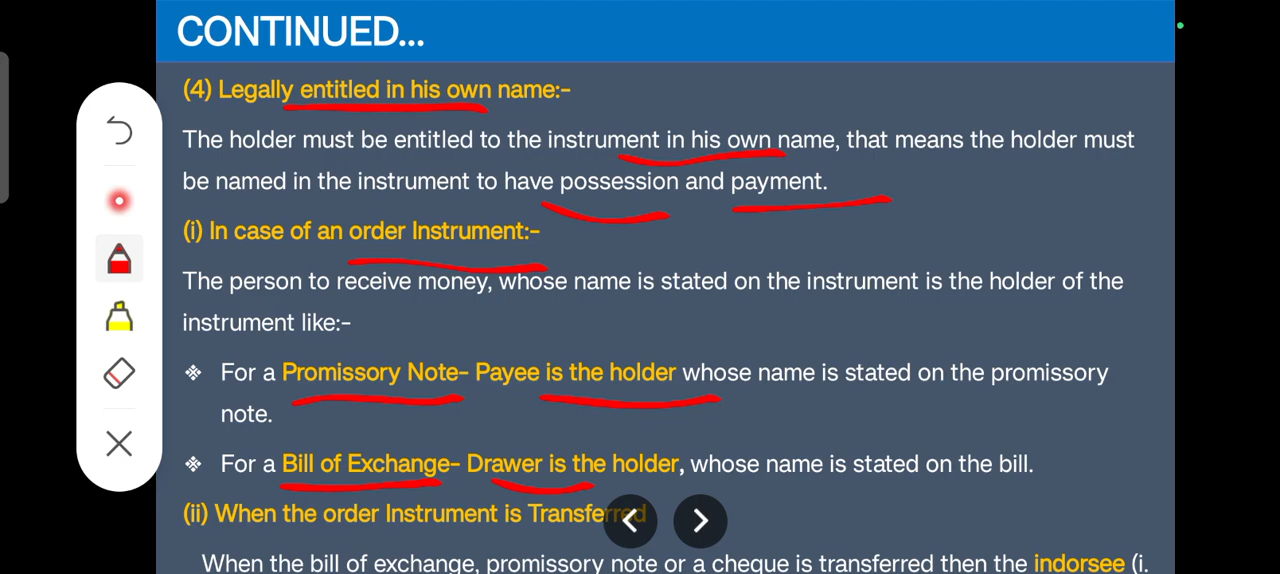 CONTINUED...
(4) Legally entitled in his own name:-
The holder must be entitled to the instrument in his own name, that means the holder must
be named in the instrument to have possession and payment.
(i) In case of an order Instrument:-
The person to receive money, whose name is stated on the instrument is the holder of the
instrument like:-
❖ For a Promissory Note- Payee is the holder whose name is stated on the promissory
note.
❖ For a Bill of Exchange- Drawer is the holder, whose name is stated on the bill.
(ii) When the order Instrument is Transferred
When the bill of exchange, promissory note or a cheque is transferred then the indorsee (i.